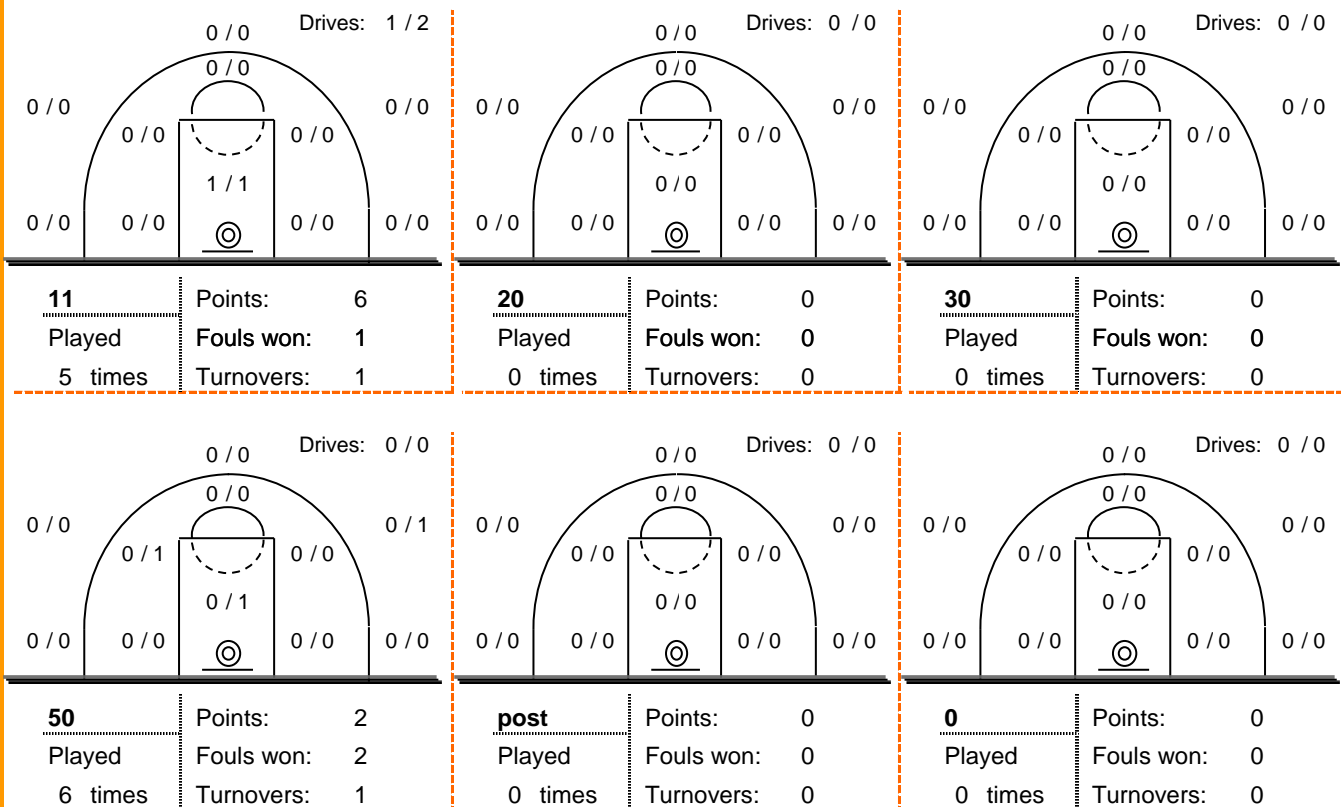 Drives: 1 / 2
0 / 0
0 / 0
0 / 0
0 / 0
0 / 0
0 / 0
1 / 1
0 / 0
0 / 0
0 / 0
0 / 0
11
Points: 6
Played
Fouls won: 1
5 times
Turnovers: 1
Drives: 0 / 0
0 / 0
0 / 0
0 / 0
0 / 0
0 / 0
0 / 0
0 / 0
0 / 0
0 / 0
0 / 0
0 / 0
20
Points: 0
Played
Fouls won: 0
0 times
Turnovers: 0
Drives: 0 / 0
0 / 0
0 / 0
0 / 0
0 / 0
0 / 0
0 / 0
0 / 0
0 / 0
0 / 0
0 / 0
0 / 0
30
Points: 0
Played
Fouls won: 0
0 times
Turnovers: 0
Drives: 0 / 0
0 / 0
0 / 0
0 / 0
0 / 1
0 / 1
0 / 0
0 / 1
0 / 0
0 / 0
0 / 0
0 / 0
50
Points: 2
Played
Fouls won: 2
6 times
Turnovers: 1
Drives: 0 / 0
0 / 0
0 / 0
0 / 0
0 / 0
0 / 0
0 / 0
0 / 0
0 / 0
0 / 0
0 / 0
0 / 0
post
Points: 0
Played
Fouls won: 0
0 times
Turnovers: 0
Drives: 0 / 0
0 / 0
0 / 0
0 / 0
0 / 0
0 / 0
0 / 0
0 / 0
0 / 0
0 / 0
0 / 0
0 / 0
0
Points: 0
Played
Fouls won: 0
0 times
Turnovers: 0